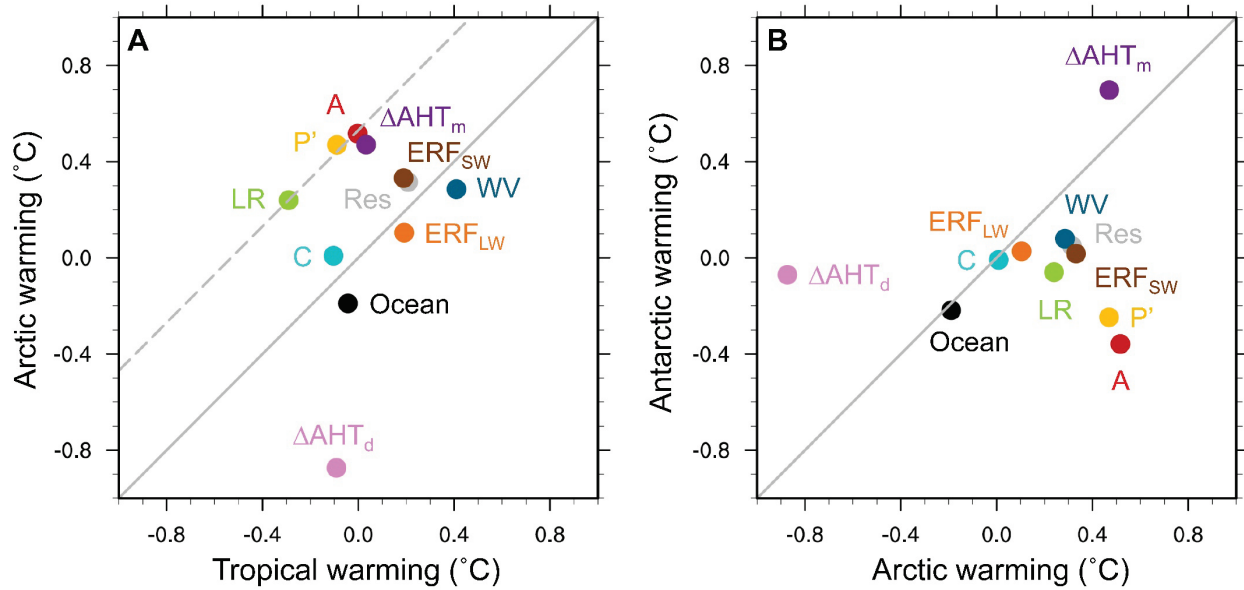 A
0.8
0.4
0.0
-0.4
-0.8
Arctic warming (˚C)
A
ΔAHTm
P’
ERFSW
LR
Res
WV
ERFLW
C
Ocean
ΔAHTd
-0.8 -0.4 0.0 0.4 0.8
Tropical warming (˚C)
B
0.8
0.4
0.0
-0.4
-0.8
Antarctic warming (˚C)
ΔAHTm
WV
ERFLW
Res
C
ΔAHTd
ERFSW
LR
P’
Ocean
A
-0.8 -0.4 0.0 0.4 0.8
Arctic warming (˚C)